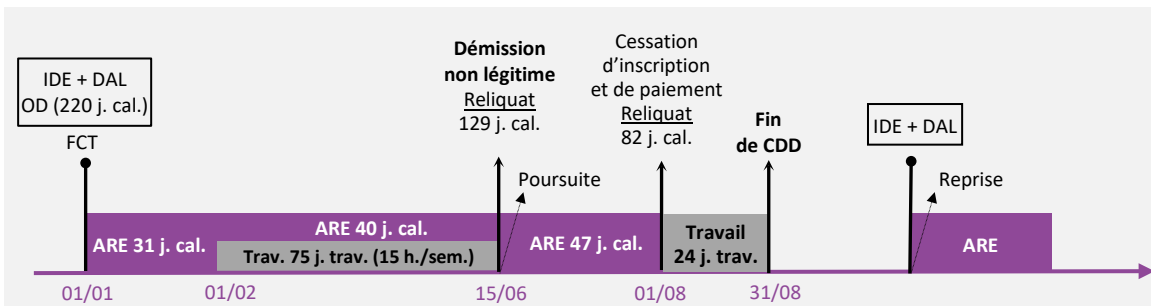 IDE + DAL
OD (220 j. cal.)
FCT
Démission
non légitime
Reliquat
129 j. cal.
Cessation
d’inscription
et de paiement
Reliquat
82 j. cal.
Fin
de CDD
IDE + DAL
Poursuite
Reprise
ARE 31 j. cal.
ARE 40 j. cal.
Trav. 75 j. trav. (15 h./sem.)
ARE 47 j. cal.
Travail
24 j. trav.
ARE
01/01
01/02
15/06
01/08
31/08